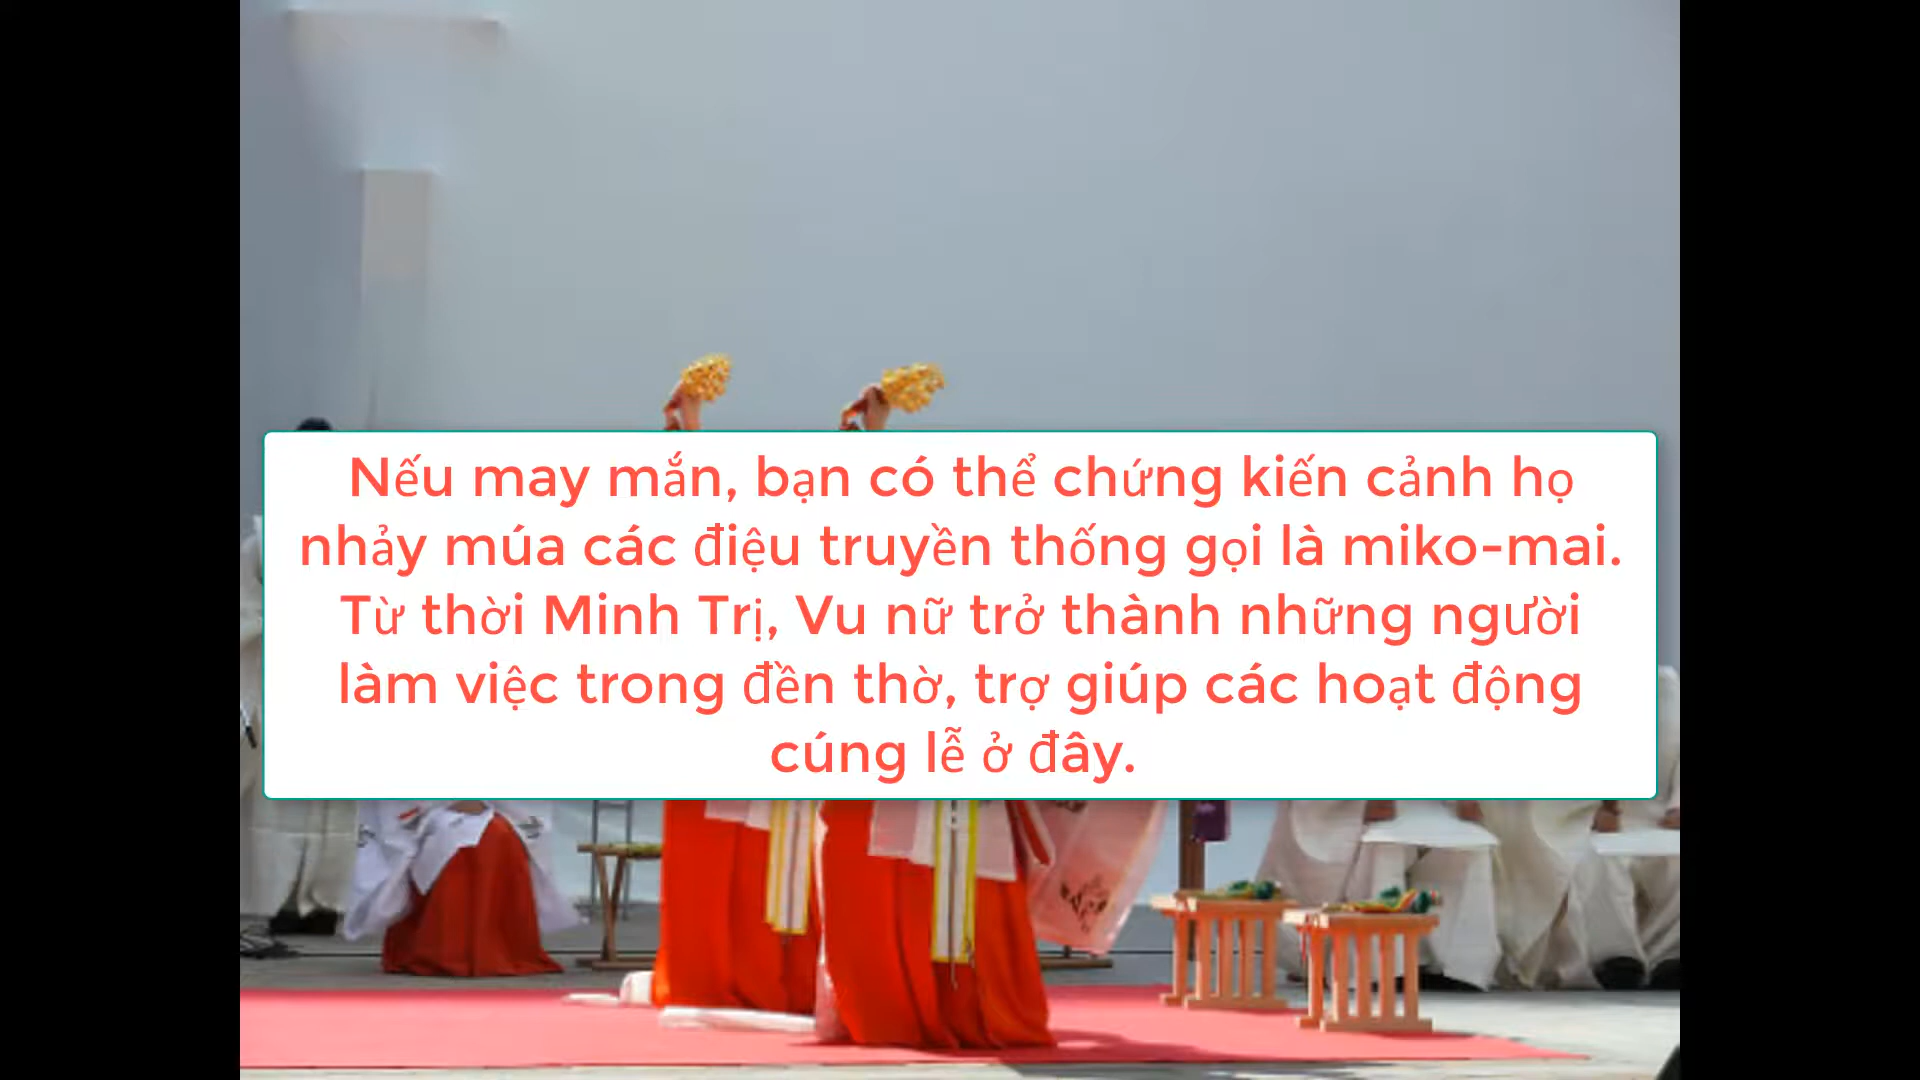 Nếu may mắn, bạn có thể chứng kiến cảnh họ
nhảy múa các điệu truyền thống gọi là miko-mai.
Từ thời Minh Trị, Vu nữ trở thành những người
làm việc trong đền thờ, trợ giúp các hoạt động
cúng lễ ở đây.